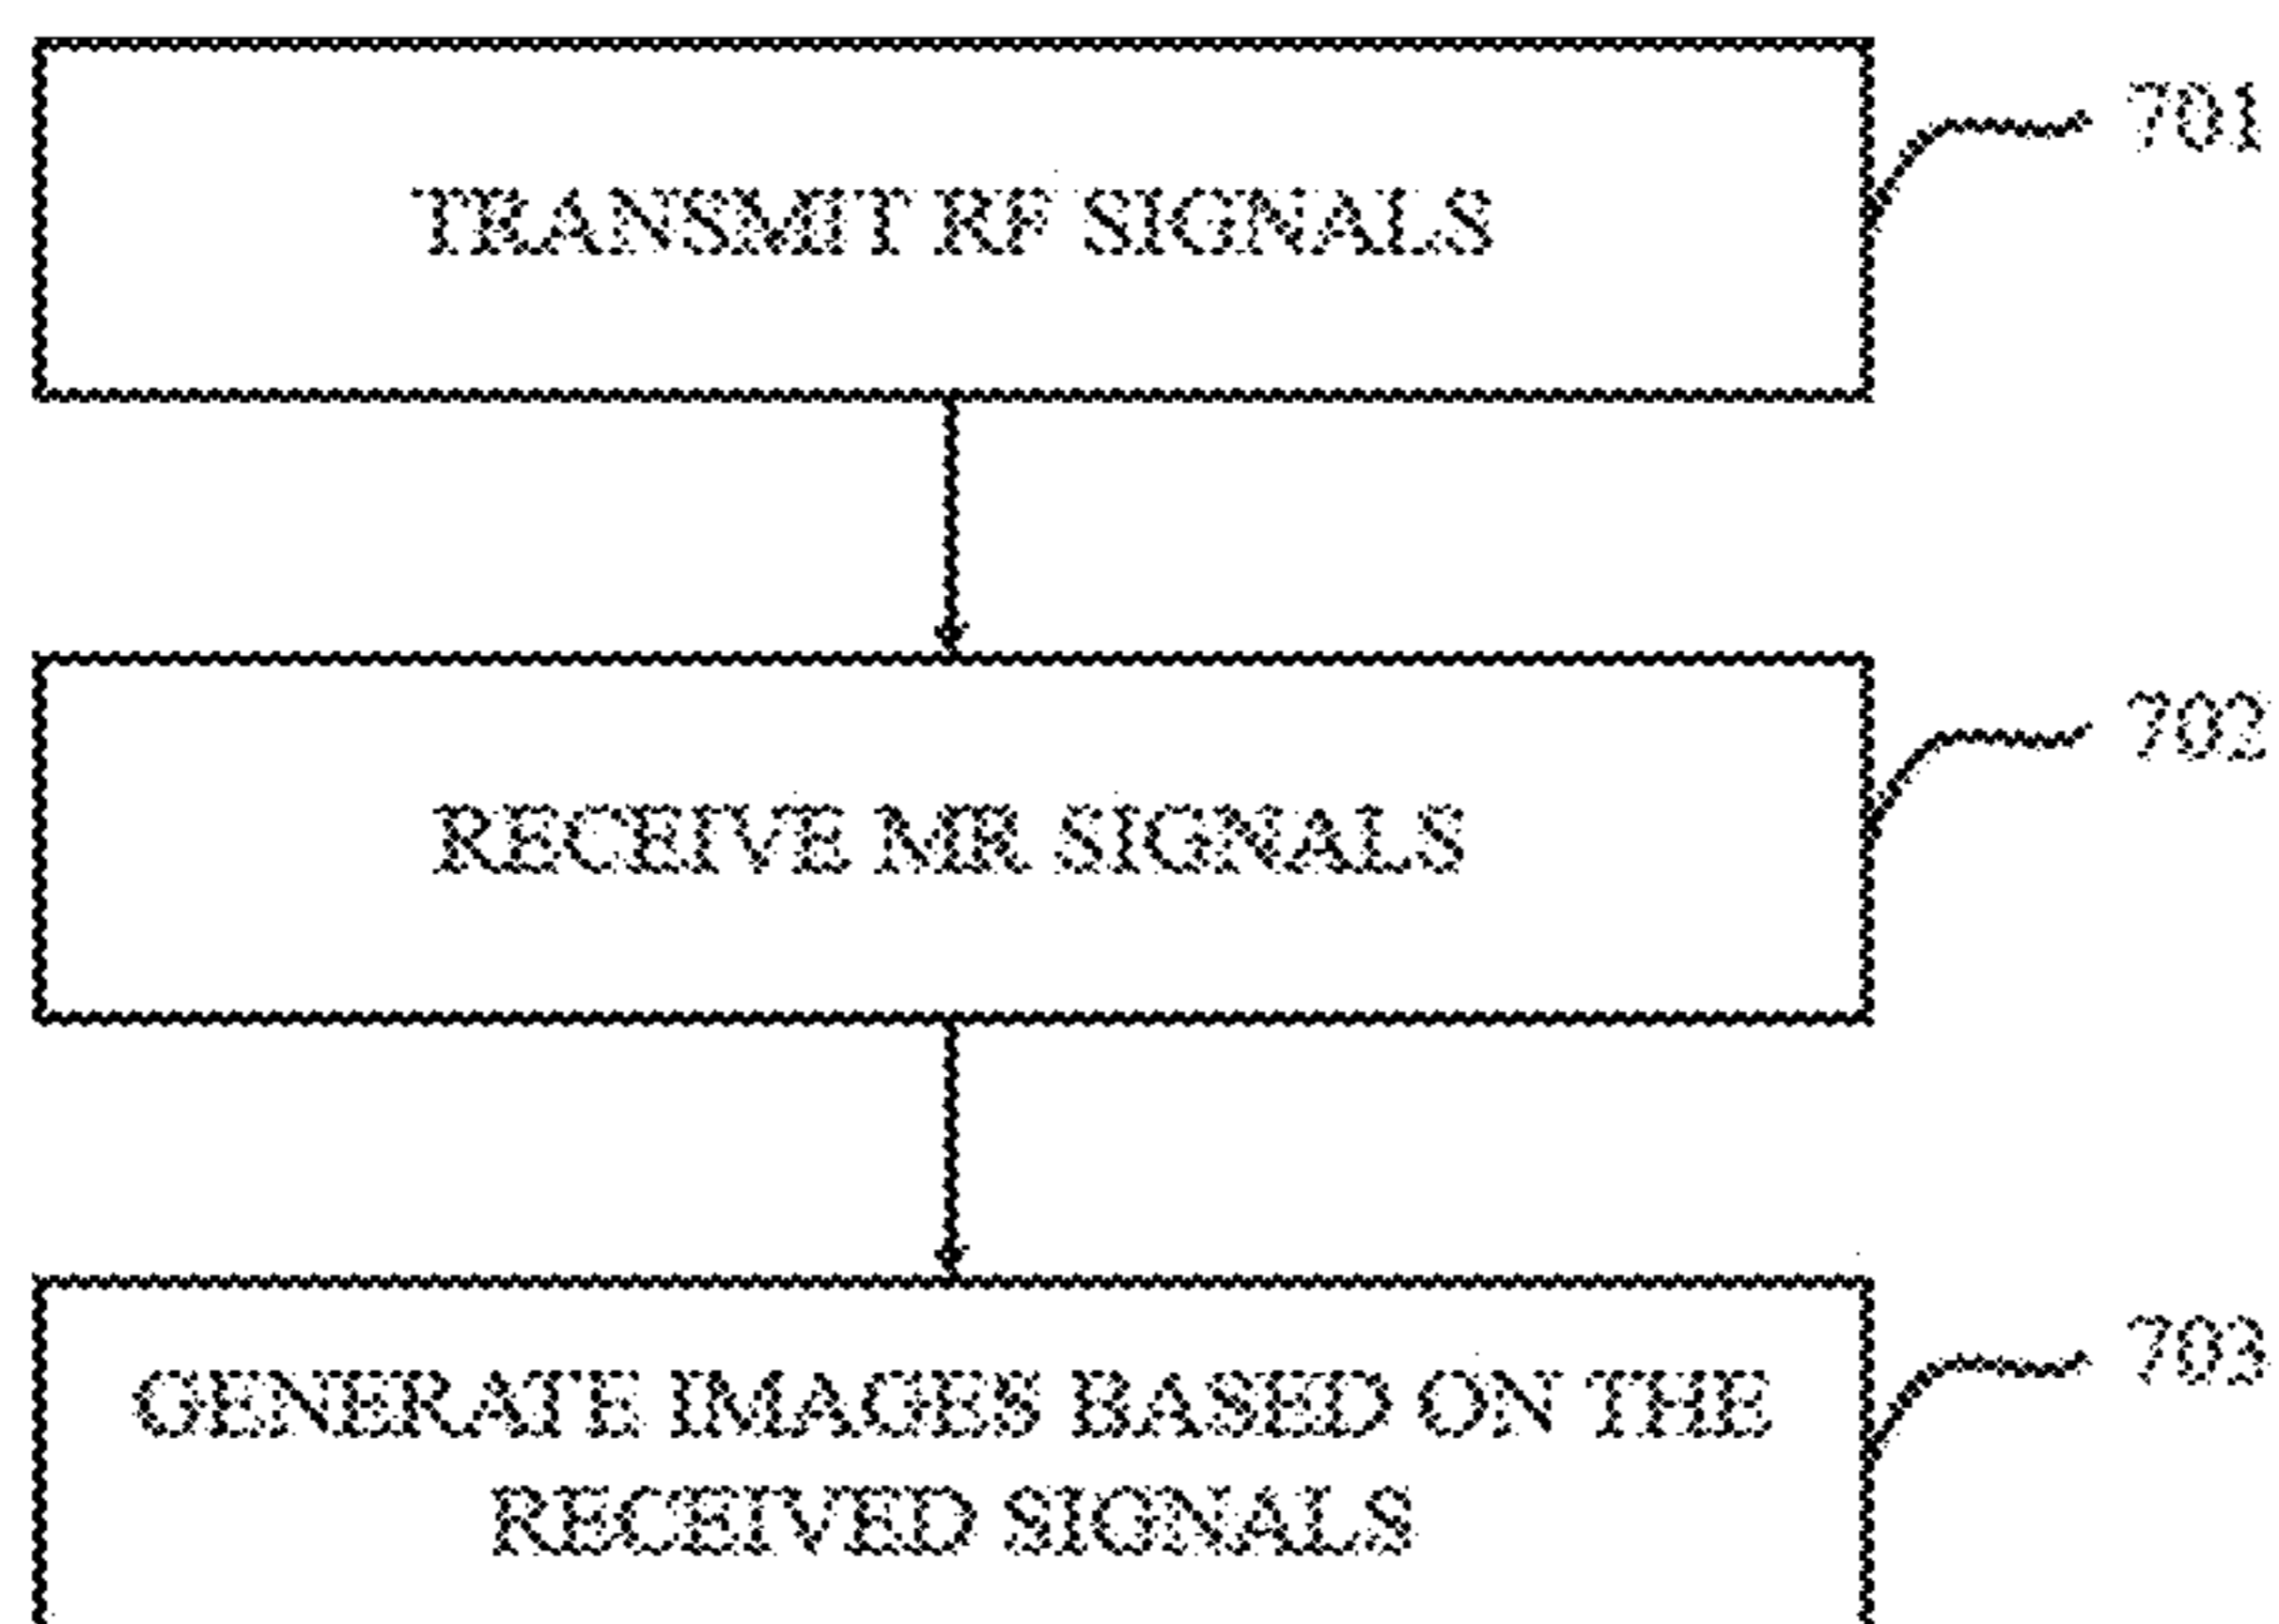 701
TRANSMIT RF SIGNALS
702
RECEIVE MR SIGNALS
703
GENERATE IMAGES BASED ON THE
RECEIVED SIGNALS